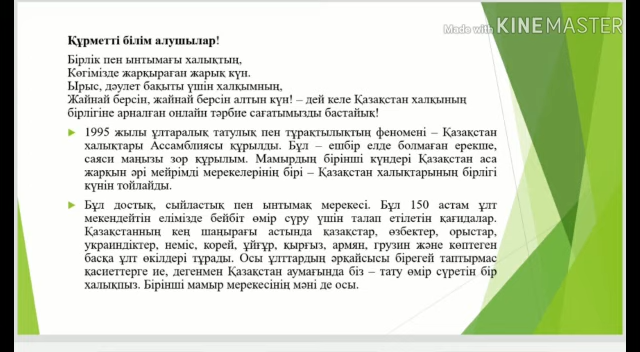 Made with KINEMASTER
Құрметті білім алушылар!
Бірлік пен ынтымағы халықтың,
Көгімізде жарқыраған жарық күн.
Ырыс, дәулет бақыты үшін халқымның,
Жайнай берсін, жайнай берсін алтын күн! – дей келе Қазақстан халқының
бірлігіне арналған онлайн тәрбие сағатымызды бастайық!
1995 жылы ұлтаралық татулық пен тұрақтылықтың феномені – Қазақстан
халықтары Ассамблиясы құрылды. Бұл – ешбір елде болмаған ерекше,
саяси маңызы зор құрылым. Мамырдың бірінші күндері Қазақстан аса
жарқын әрі мейрімді мерекелерінің бірі – Қазақстан халықтарының бірлігі
күнін тойлайды.
Бұл достық, сыйластық пен ынтымақ мерекесі. Бұл 150 астам ұлт
мекендейтін елімізде бейбіт өмір сүру үшін талап етілетін қағидалар.
Қазақстанның кең шаңырағы астында қазақстар, өзбектер, орыстар,
украиндіктер, неміс, корей, ұйғұр, қырғыз, армян, грузин және көптеген
басқа ұлт өкілдері тұрады. Осы ұлттардың әрқайсысы бірегей таптырмас
қасиеттерге ие, дегенмен Қазақстан аумағында біз – тату өмір сүретін бір
халықпыз. Бірінші мамыр мерекесінің мәні де осы.